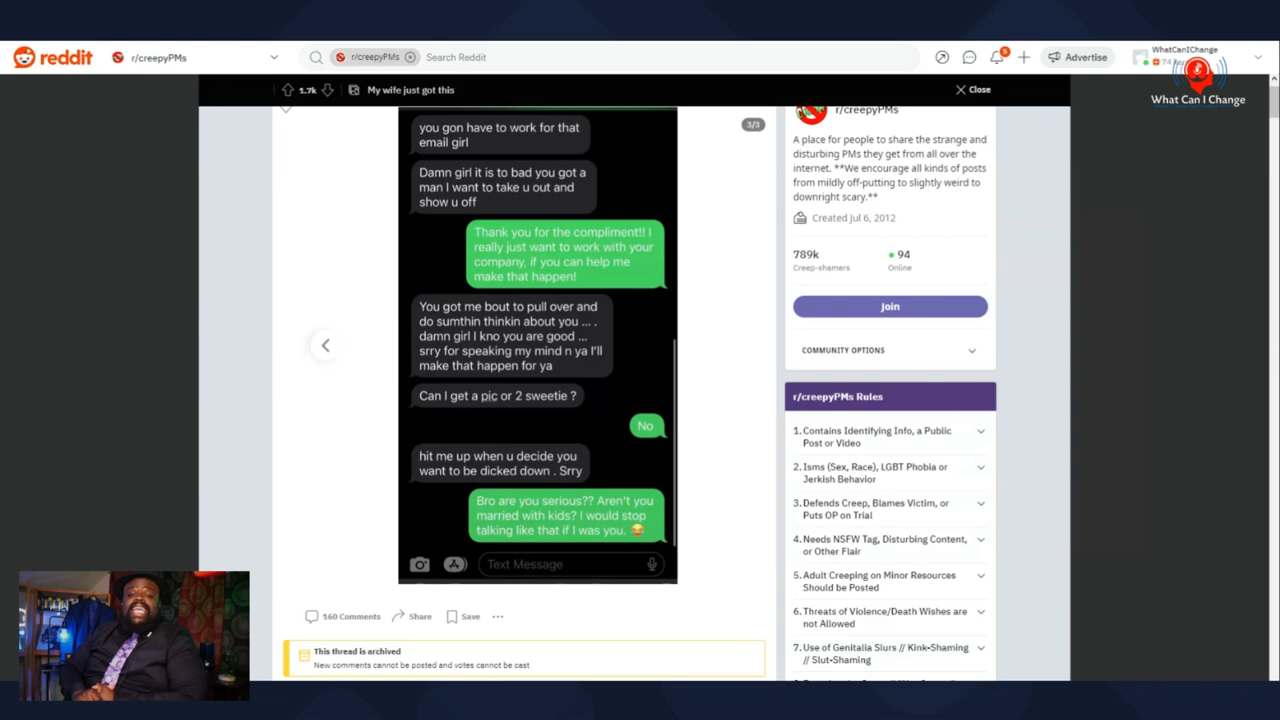 reddit
r/creepyPMs
r/creepyPMs
Search Reddit
5
Advertise
WhatCanIChange
What Can I Change
1.7k
My wife just got this
Close
3/3
you gon have to work for that
email girl
Damn girl it is to bad you got a
man I want to take u out and
show u off
Thank you for the compliment!! I
really just want to work with your
company, if you can help me
make that happen!
You got me bout to pull over and
do sumthin thinkin about you ... .
damn girl I kno you are good ...
srry for speaking my mind n ya I'll
make that happen for ya
Can I get a pic or 2 sweetie ?
No
hit me up when u decide you
want to be dicked down . Srry
Bro are you serious?? Aren't you
married with kids? I would stop
talking like that if I was you. 😂
Text Message
160 Comments
Share
Save
This thread is archived
New comments cannot be posted and votes cannot be cast
r/creepyPMs
A place for people to share the strange and
disturbing PMs they get from all over the
internet. **We encourage all kinds of posts
from mildly off-putting to slightly weird to
downright scary.**
Created Jul 6, 2012
789k
Creep-shamers
94
Online
Join
COMMUNITY OPTIONS
r/creepyPMs Rules
1. Contains Identifying Info, a Public
Post or Video
2. Isms (Sex, Race), LGBT Phobia or
Jerkish Behavior
3. Defends Creep, Blames Victim, or
Puts OP on Trial
4. Needs NSFW Tag, Disturbing Content,
or Other Flair
5. Adult Creeping on Minor Resources
Should be Posted
6. Threats of Violence/Death Wishes are
not Allowed
7. Use of Genitalia Slurs // Kink-Shaming
// Slut-Shaming